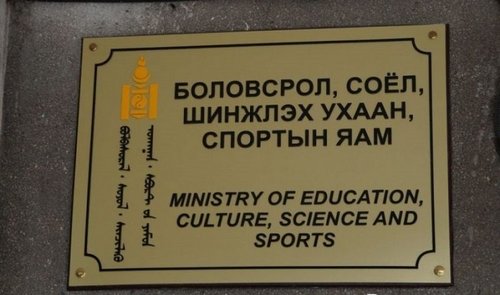 БОЛОВСРОЛ, СОЁЛ,
ШИНЖЛЭХ УХААН,
СПОРТЫН ЯАМ
MINISTRY OF EDUCATION,
CULTURE, SCIENCE AND
SPORTS